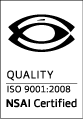 QUALITY
ISO 9001:2008
NSAI Certified